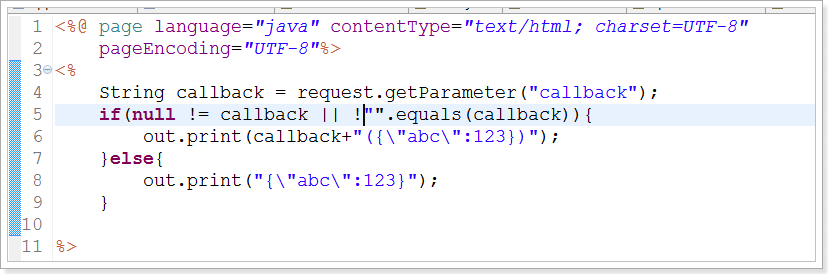 1 <%@ page language="java" contentType="text/html; charset=UTF-8"
2     pageEncoding="UTF-8"%>
3 <%
4     String callback = request.getParameter("callback");
5     if(null != callback || !"".equals(callback)){
6         out.print(callback+"({\"abc\":123})");
7     }else{
8         out.print("{\"abc\":123}");
9     }
10
11 %>